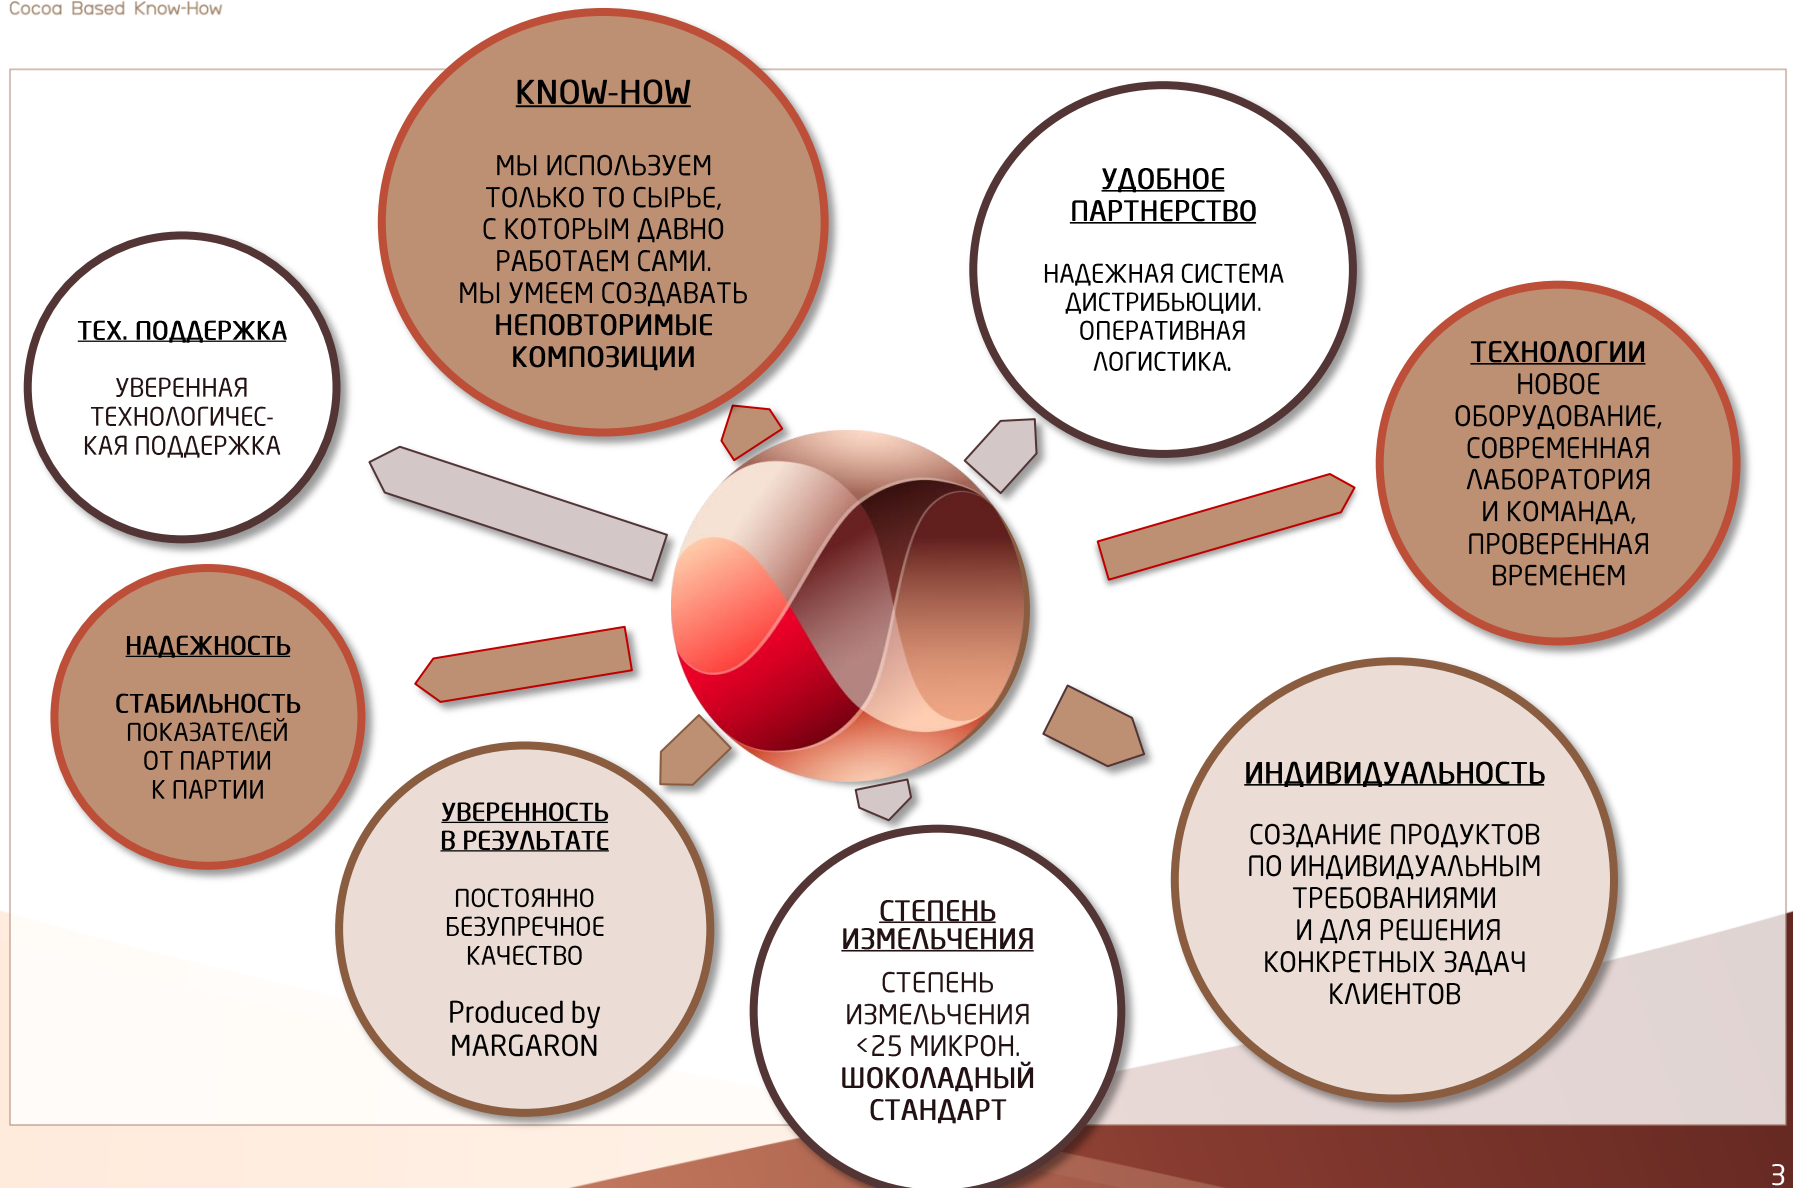 Cocoa Based Know-How
KNOW-HOW
МЫ ИСПОЛЬЗУЕМ
ТОЛЬКО ТО СЫРЬЕ,
С КОТОРЫМ ДАВНО
РАБОТАЕМ САМИ.
МЫ УМЕЕМ СОЗДАВАТЬ
НЕПОВТОРИМЫЕ
КОМПОЗИЦИИ
УДОБНОЕ
ПАРТНЕРСТВО
НАДЕЖНАЯ СИСТЕМА
ДИСТРИБЬЮЦИИ.
ОПЕРАТИВНАЯ
ЛОГИСТИКА.
ТЕХ. ПОДДЕРЖКА
УВЕРЕННАЯ
ТЕХНОЛОГИЧЕС-
КАЯ ПОДДЕРЖКА
ТЕХНОЛОГИИ
НОВОЕ
ОБОРУДОВАНИЕ,
СОВРЕМЕННАЯ
ЛАБОРАТОРИЯ
И КОМАНДА,
ПРОВЕРЕННАЯ
ВРЕМЕНЕМ
НАДЕЖНОСТЬ
СТАБИЛЬНОСТЬ
ПОКАЗАТЕЛЕЙ
ОТ ПАРТИИ
К ПАРТИИ
УВЕРЕННОСТЬ
В РЕЗУЛЬТАТЕ
ПОСТОЯННО
БЕЗУПРЕЧНОЕ
КАЧЕСТВО
Produced by
MARGARON
СТЕПЕНЬ
ИЗМЕЛЬЧЕНИЯ
СТЕПЕНЬ
ИЗМЕЛЬЧЕНИЯ
<25 МИКРОН.
ШОКОЛАДНЫЙ
СТАНДАРТ
ИНДИВИДУАЛЬНОСТЬ
СОЗДАНИЕ ПРОДУКТОВ
ПО ИНДИВИДУАЛЬНЫМ
ТРЕБОВАНИЯМИ
И ДЛЯ РЕШЕНИЯ
КОНКРЕТНЫХ ЗАДАЧ
КЛИЕНТОВ
3